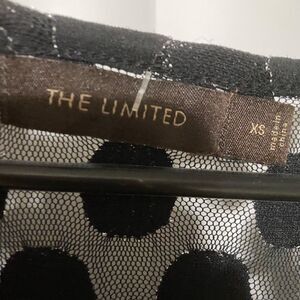 THE LIMITED
XS
made in
china